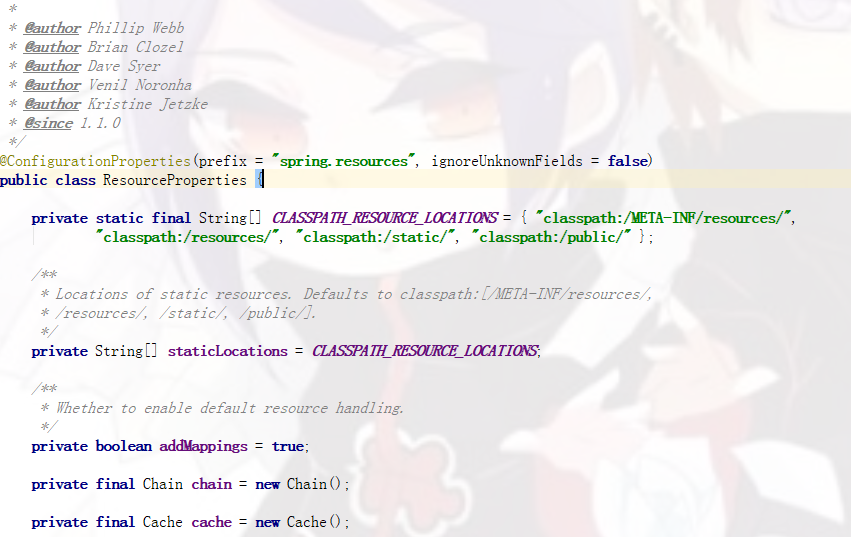 *
* @author Phillip Webb
* @author Brian Clozel
* @author Dave Syer
* @author Venil Noronha
* @author Kristine Jetzke
* @since 1.1.0
*/
@ConfigurationProperties(prefix = "spring.resources", ignoreUnknownFields = false)
public class ResourceProperties {
private static final String[] CLASSPATH_RESOURCE_LOCATIONS = { "classpath:/META-INF/resources/",
"classpath:/resources/", "classpath:/static/", "classpath:/public/" };
/**
* Locations of static resources. Defaults to classpath:[/META-INF/resources/,
* /resources/, /static/, /public/].
*/
private String[] staticLocations = CLASSPATH_RESOURCE_LOCATIONS;
/**
* Whether to enable default resource handling.
*/
private boolean addMappings = true;
private final Chain chain = new Chain();
private final Cache cache = new Cache();